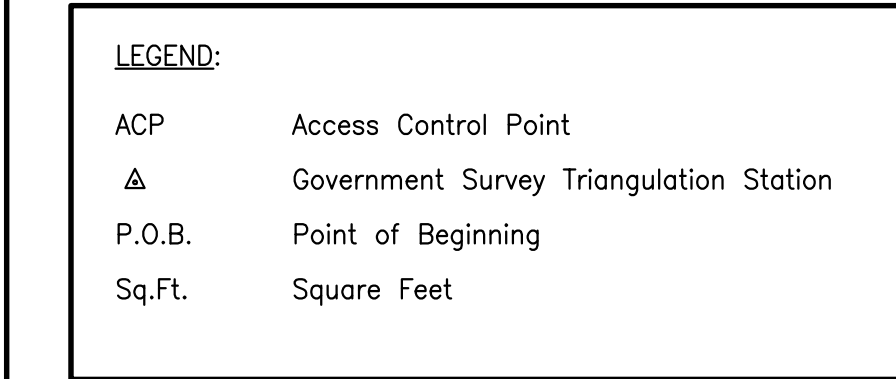 LEGEND:
ACP Access Control Point
Government Survey Triangulation Station
P.O.B. Point of Beginning
Sq.Ft. Square Feet